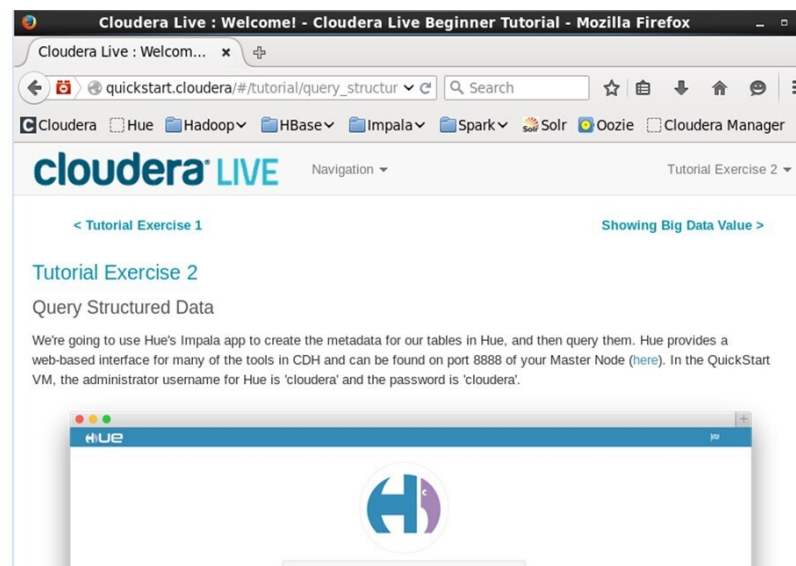 Cloudera Live : Welcome! - Cloudera Live Beginner Tutorial - Mozilla Firefox
Cloudera Live : Welcom...
quickstart.cloudera/#/tutorial/query_structur
Search
Cloudera Hue Hadoop HBase Impala Spark Solr Oozie Cloudera Manager
cloudera LIVE Navigation Tutorial Exercise 2
< Tutorial Exercise 1 Showing Big Data Value >
Tutorial Exercise 2
Query Structured Data
We're going to use Hue's Impala app to create the metadata for our tables in Hue, and then query them. Hue provides a
web-based interface for many of the tools in CDH and can be found on port 8888 of your Master Node (here). In the QuickStart
VM, the administrator username for Hue is 'cloudera' and the password is 'cloudera'.
HUE